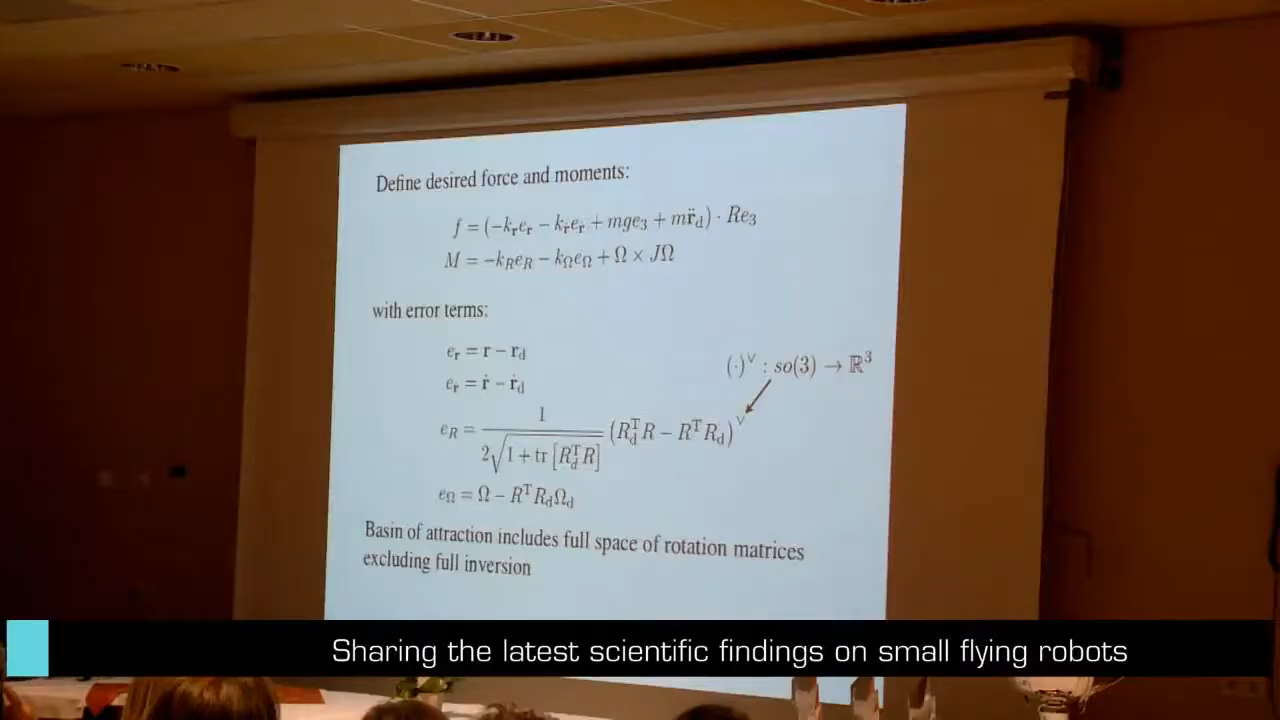 Define desired force and moments:
f = (−k_r e_r − k_ṙ e_ṙ + mge₃ + mr̈_d) · Re₃
M = −k_R e_R − k_Ω e_Ω + Ω × JΩ
with error terms:
e_r = r − r_d
(·)^∨ : so(3) → ℝ³
e_ṙ = ṙ − ṙ_d
e_R = 1 / (2√(1 + tr [R_d^T R])) (R_d^T R − R^T R_d)^∨
e_Ω = Ω − R^T R_d Ω_d
Basin of attraction includes full space of rotation matrices
excluding full inversion
Sharing the latest scientific findings on small flying robots